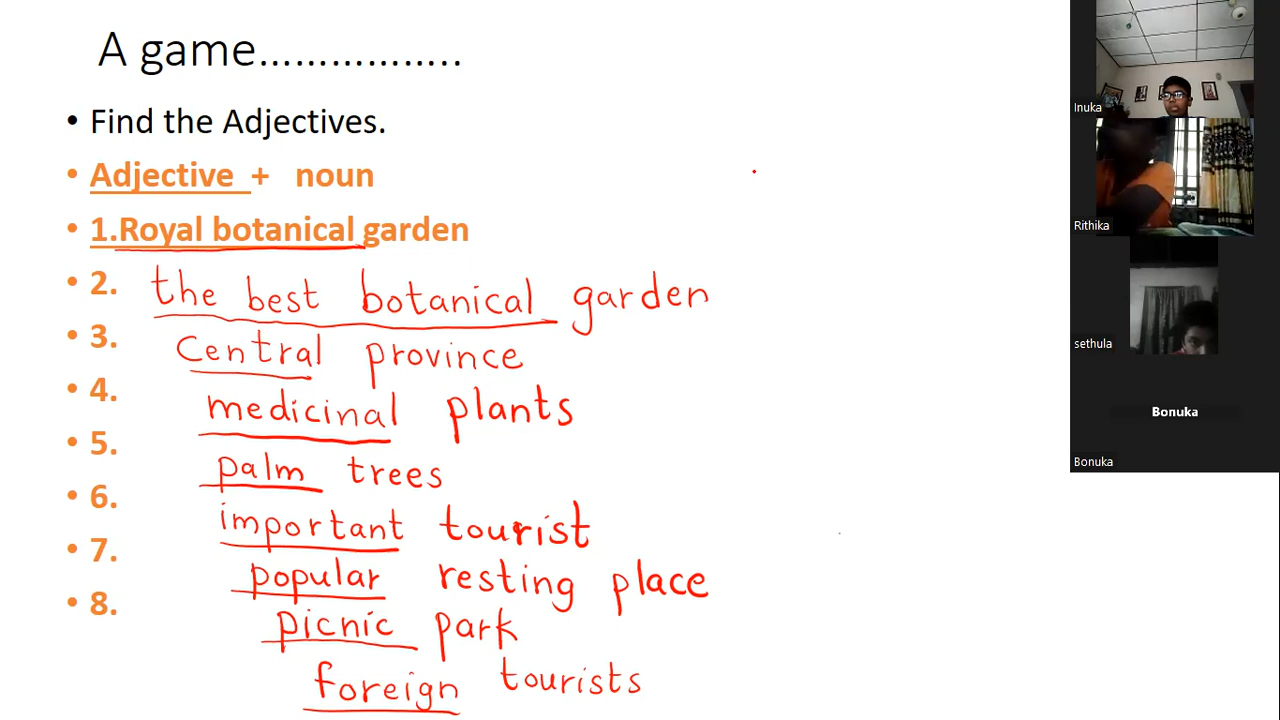 A game................
• Find the Adjectives.
• Adjective + noun
• 1.Royal botanical garden
• 2. the best botanical garden
• 3. Central province
• 4. medicinal plants
• 5. palm trees
• 6. important tourist
• 7. popular resting place
• 8. picnic park
foreign tourists
Inuka
Rithika
sethula
Bonuka
Bonuka